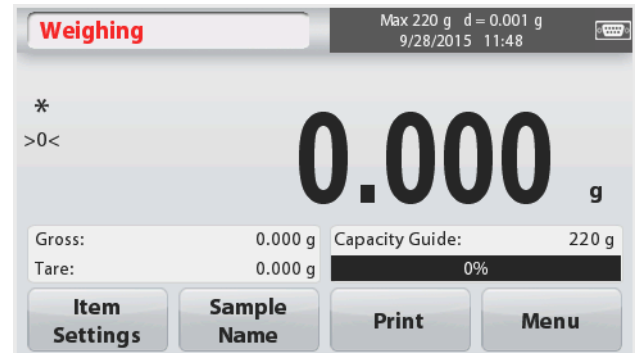 Weighing
Max 220 g d = 0.001 g
9/28/2015 11:48
*
>0<
0.000 g
Gross: 0.000 g
Tare: 0.000 g
Capacity Guide: 220 g
0%
Item
Settings
Sample
Name
Print
Menu